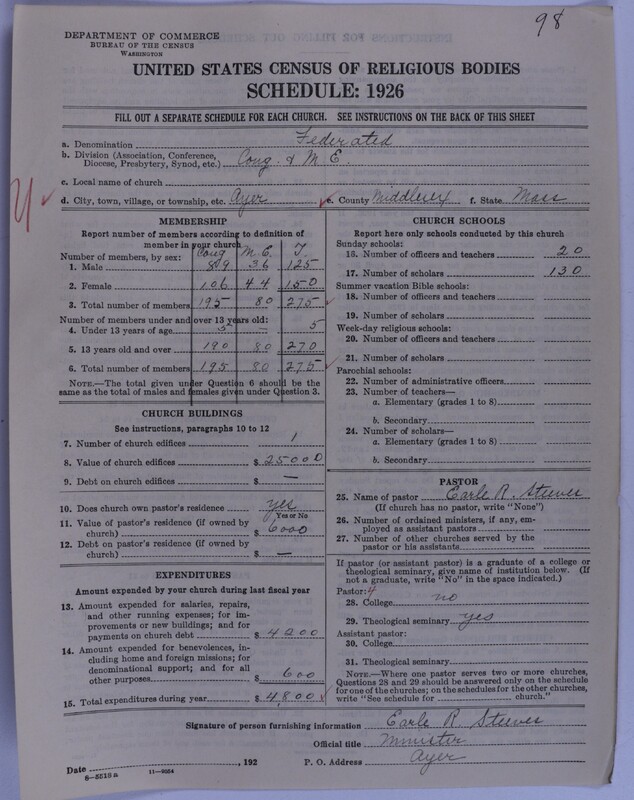 98
DEPARTMENT OF COMMERCE
BUREAU OF THE CENSUS
WASHINGTON
UNITED STATES CENSUS OF RELIGIOUS BODIES
SCHEDULE: 1926
FILL OUT A SEPARATE SCHEDULE FOR EACH CHURCH. SEE INSTRUCTIONS ON THE BACK OF THIS SHEET
a. Denomination Federated
b. Division (Association, Conference, Diocese, Presbytery, Synod, etc.) Cong. & M E
c. Local name of church
d. City, town, village, or township, etc. Ayer e. County Middlesex f. State Mass
MEMBERSHIP
Report number of members according to definition of
member in your church
Cong M. E. T.
Number of members, by sex:
1. Male 89 36 125
2. Female 106 44 150
3. Total number of members 195 80 275
Number of members under and over 13 years old:
4. Under 13 years of age 5 — 5
5. 13 years old and over 190 80 270
6. Total number of members 195 80 275
NOTE.—The total given under Question 6 should be the
same as the total of males and females given under Question 3.
CHURCH BUILDINGS
See instructions, paragraphs 10 to 12
7. Number of church edifices 1
8. Value of church edifices $ 25000
9. Debt on church edifices $ —
10. Does church own pastor's residence yes
Yes or No
11. Value of pastor's residence (if owned by
church) $ 6000
12. Debt on pastor's residence (if owned by
church) $ —
EXPENDITURES
Amount expended by your church during last fiscal year
13. Amount expended for salaries, repairs,
and other running expenses; for im-
provements or new buildings; and for
payments on church debt $ 4200
14. Amount expended for benevolences, in-
cluding home and foreign missions; for
denominational support; and for all
other purposes $ 600
15. Total expenditures during year $ 4,800
CHURCH SCHOOLS
Report here only schools conducted by this church
Sunday schools:
16. Number of officers and teachers 20
17. Number of scholars 130
Summer vacation Bible schools:
18. Number of officers and teachers
19. Number of scholars
Week-day religious schools:
20. Number of officers and teachers
21. Number of scholars
Parochial schools:
22. Number of administrative officers
23. Number of teachers—
a. Elementary (grades 1 to 8)
b. Secondary
24. Number of scholars—
a. Elementary (grades 1 to 8)
b. Secondary
PASTOR
25. Name of pastor Earle R. Steeves
(If church has no pastor, write "None")
26. Number of ordained ministers, if any, em-
ployed as assistant pastors
27. Number of other churches served by the
pastor or his assistants
If pastor (or assistant pastor) is a graduate of a college or
theological seminary, give name of institution below. (If
not a graduate, write "No" in the space indicated.)
Pastor: 4
28. College no
29. Theological seminary yes
Assistant pastor:
30. College
31. Theological seminary
NOTE.—Where one pastor serves two or more churches,
Questions 28 and 29 should be answered only on the schedule
for one of the churches; on the schedules for the other churches,
write "See schedule for church."
Signature of person furnishing information Earle R Steeves
Official title Minister
Date , 192 P. O. Address Ayer
8-5518a 11-9554